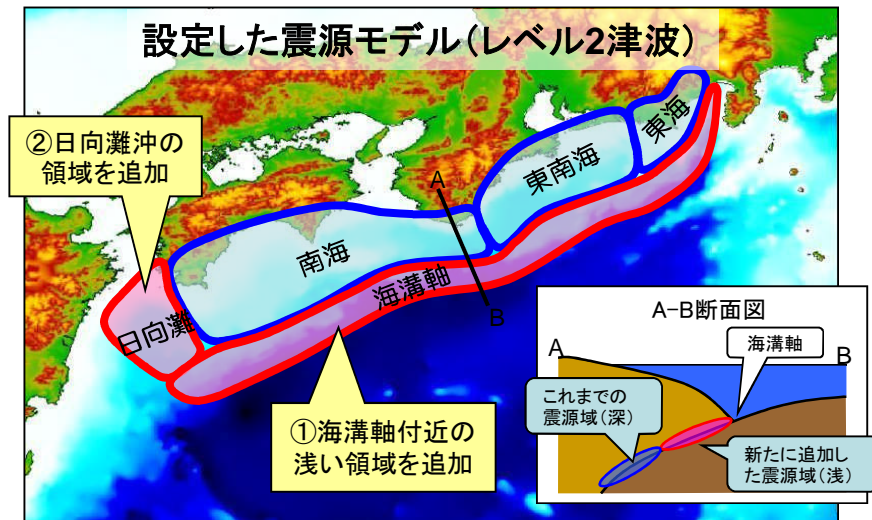 設定した震源モデル（レベル2津波）
②日向灘沖の
領域を追加
東海
東南海
A
南海
海溝軸
B
日向灘
①海溝軸付近の
浅い領域を追加
A-B断面図
A
海溝軸
B
これまでの
震源域（深）
新たに追加し
た震源域（浅）